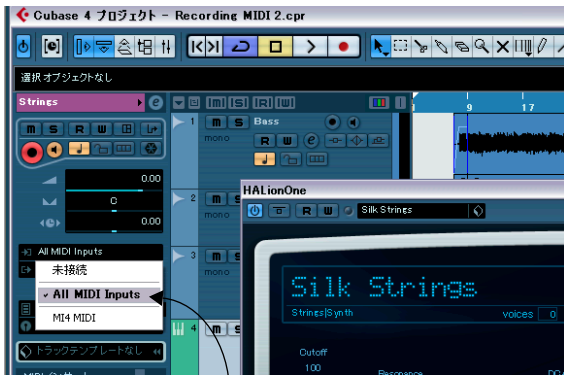 Cubase 4 プロジェクト - Recording MIDI 2.cpr
選択オブジェクトなし
Strings
m S R W
0.00
C
0.00
All MIDI Inputs
未接続
All MIDI Inputs
MI4 MIDI
トラックテンプレートなし
m S R W
1 m S Bass
mono R W e
2 m S
mono
3 m S
mono
4 m S
9 17
HALionOne
R W Silk Strings
Silk Strings
Strings|Synth voices 0
Cutoff
100
Resonance